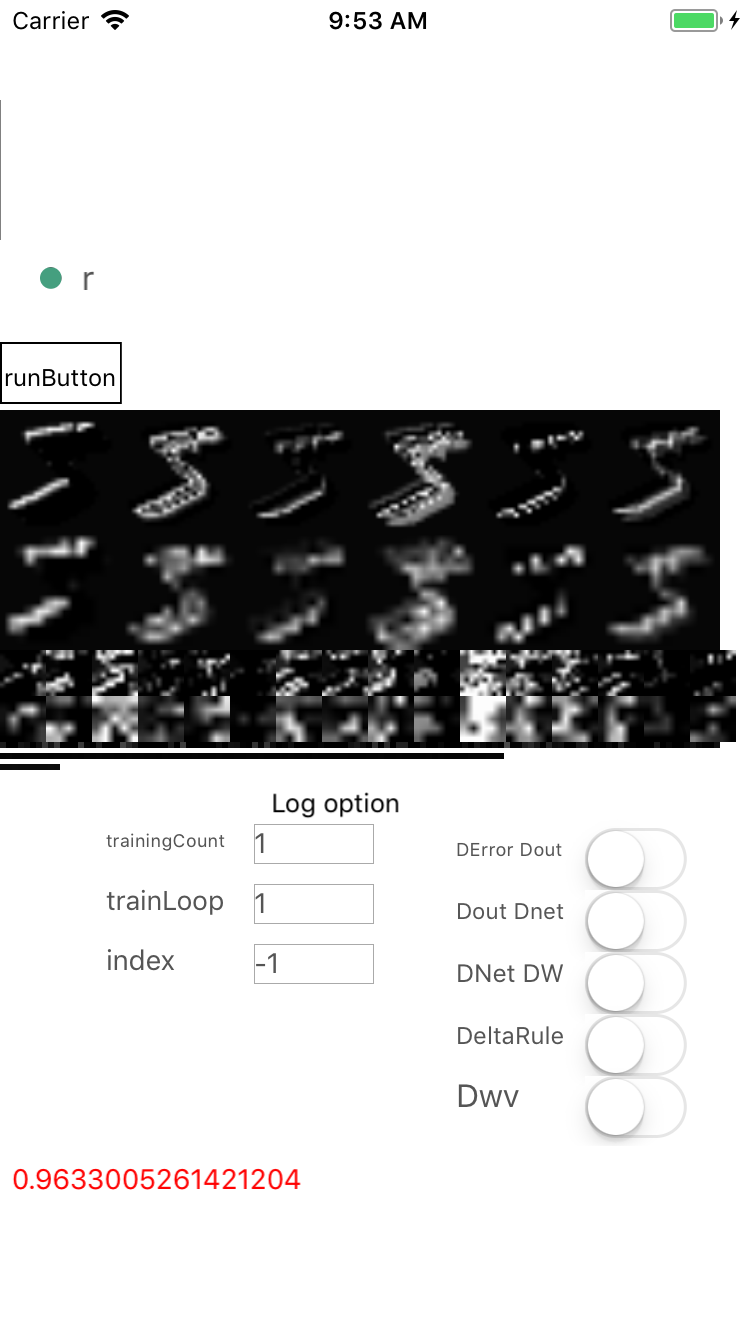 Carrier 9:53 AM
r
runButton
Log option
trainingCount 1
trainLoop 1
index -1
DError Dout
Dout Dnet
DNet DW
DeltaRule
Dwv
0.9633005261421204